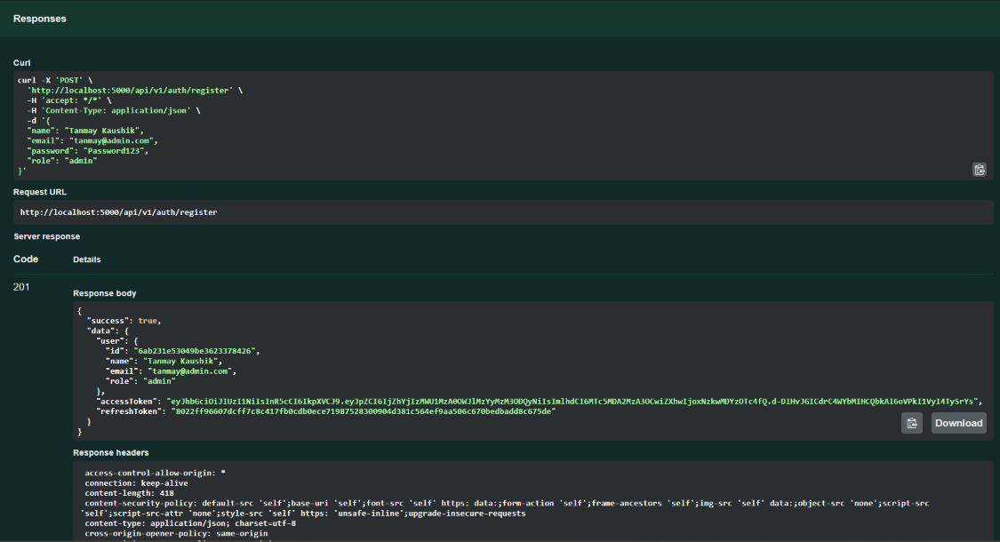 Responses
Curl
curl -X 'POST' \
'http://localhost:5000/api/v1/auth/register' \
-H 'accept: */*' \
-H 'Content-Type: application/json' \
-d '{
"name": "Tanmay Kaushik",
"email": "tanmay@admin.com",
"password": "Password123",
"role": "admin"
}'
Request URL
http://localhost:5000/api/v1/auth/register
Server response
Code Details
201
Response body
{
"success": true,
"data": {
"user": {
"id": "6ab231e53049be3623378426",
"name": "Tanmay Kaushik",
"email": "tanmay@admin.com",
"role": "admin"
},
"accessToken": "eyJhbGciOiJIUzI1NiIsInR5cCI6IkpXVCJ9.eyJpZCI6IjZhYjIzMWU1MzA0OWJlMzYyMzM3ODQyNiIsImlhdCI6MTc5MDA2MzA3OCwiZXhwIjoxNzkwMDYzOTc4fQ.d-DIHvJGICdrC4WYbMIHCQbkAI6oVPkI1VyI4Ty5rYs",
"refreshToken": "8022ff96607dcff7c8c417fb0cdb0ece71987528300904d381c564ef9aa506c670bedbadd8c675de"
}
}
Download
Response headers
access-control-allow-origin: *
connection: keep-alive
content-length: 418
content-security-policy: default-src 'self';base-uri 'self';font-src 'self' https: data:;form-action 'self';frame-ancestors 'self';img-src 'self' data:;object-src 'none';script-src
'self';script-src-attr 'none';style-src 'self' https: 'unsafe-inline';upgrade-insecure-requests
content-type: application/json; charset=utf-8
cross-origin-opener-policy: same-origin